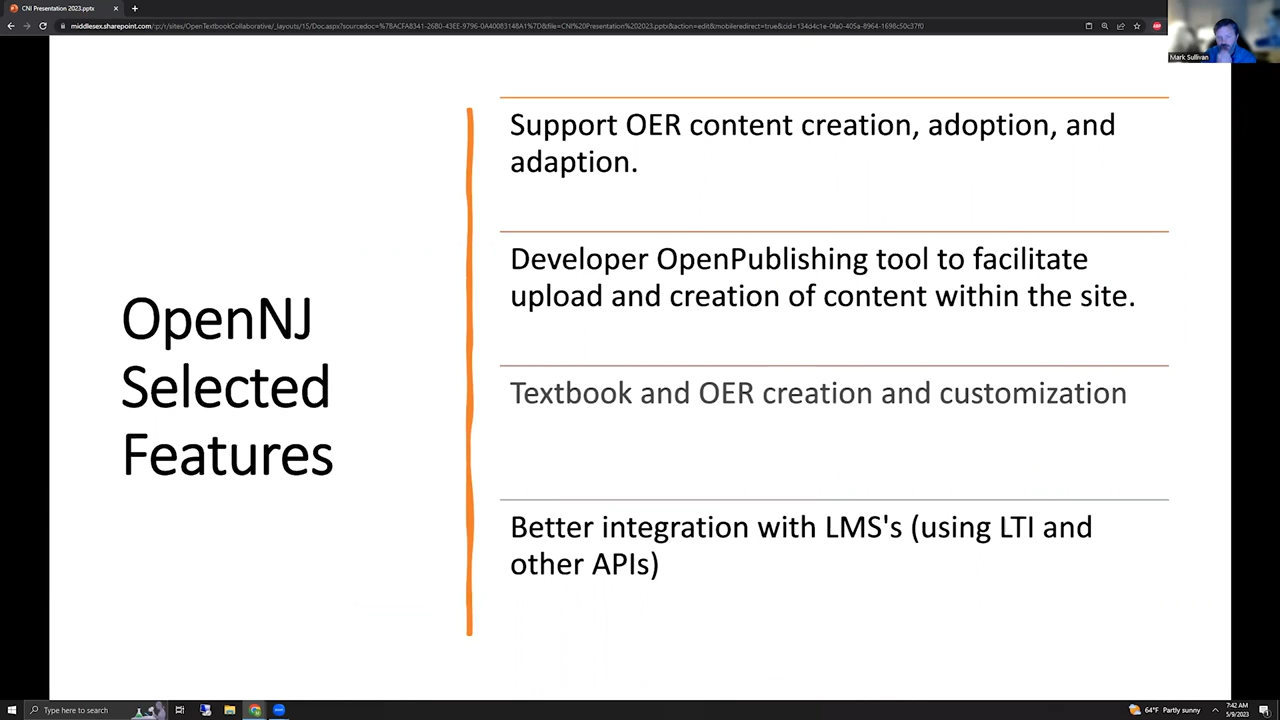 CNI Presentation 2023.pptx
middlesex.sharepoint.com/:p:/r/sites/OpenTextbookCollaborative/_layouts/15/Doc.aspx?sourcedoc=%7BACFA8341-2680-43EE-9796-0A40083148A1%7D&file=CNI%20Presentation%202023.pptx&action=edit&mobileredirect=true&cid=134d4c1e-0fa0-405a-8964-1698c50c37f0
Mark Sullivan
OpenNJ
Selected
Features
Support OER content creation, adoption, and
adaption.
Developer OpenPublishing tool to facilitate
upload and creation of content within the site.
Textbook and OER creation and customization
Better integration with LMS's (using LTI and
other APIs)
Type here to search
64°F Partly sunny
7:42 AM
5/9/2023